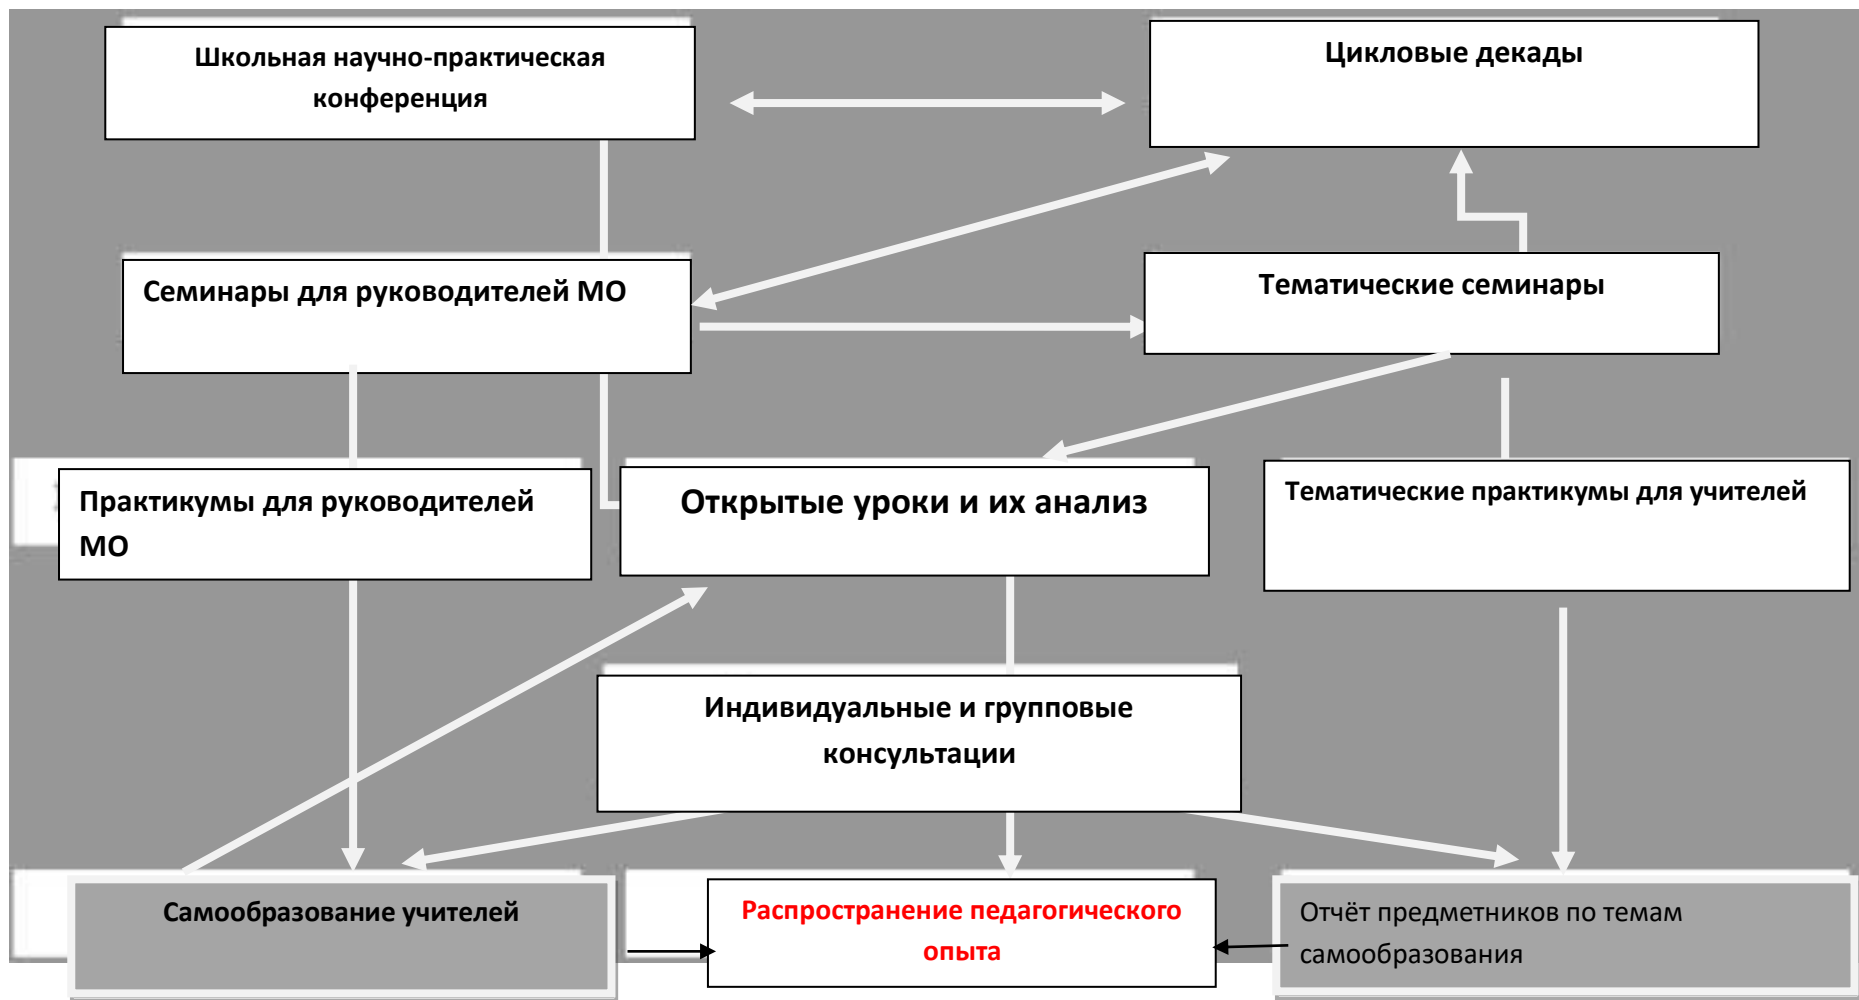 Школьная научно-практическая
конференция
Цикловые декады
Семинары для руководителей МО
Тематические семинары
Практикумы для руководителей
МО
Открытые уроки и их анализ
Тематические практикумы для учителей
Индивидуальные и групповые
консультации
Самообразование учителей
Распространение педагогического
опыта
Отчёт предметников по темам
самообразования